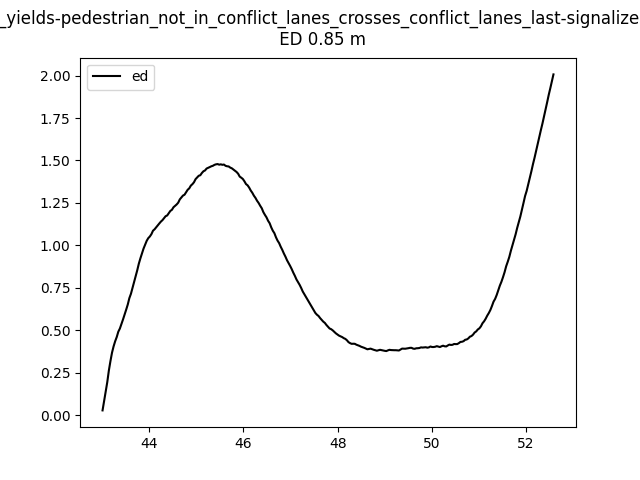 _yields-pedestrian_not_in_conflict_lanes_crosses_conflict_lanes_last-signalize
ED 0.85 m
ed
2.00
1.75
1.50
1.25
1.00
0.75
0.50
0.25
0.00
44 46 48 50 52